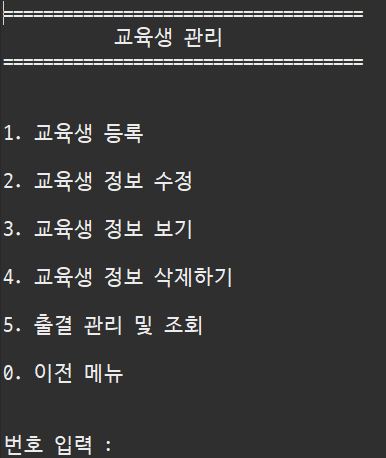 ====================================
교육생 관리
====================================
1. 교육생 등록
2. 교육생 정보 수정
3. 교육생 정보 보기
4. 교육생 정보 삭제하기
5. 출결 관리 및 조회
0. 이전 메뉴
번호 입력 :